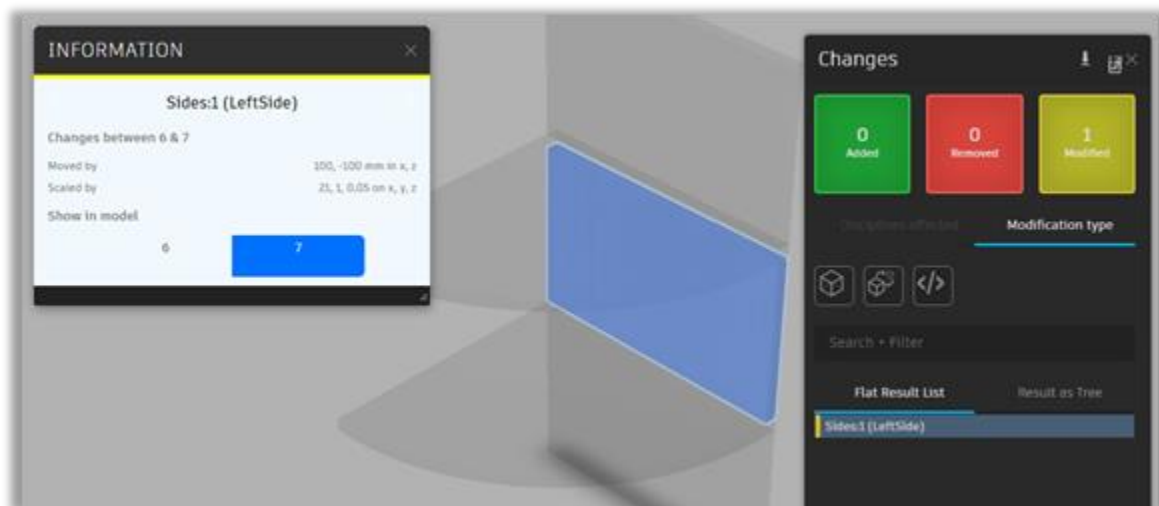 INFORMATION
Sides:1 (LeftSide)
Changes between 6 & 7
Moved by 100, -100 mm in x, z
Scaled by 21, 1, 0,05 on x, y, z
Show in model
6 7
Changes
0
Added
0
Removed
1
Modified
Disciplines affected Modification type
</>
Search + Filter
Flat Result List Result as Tree
Sides:1 (LeftSide)